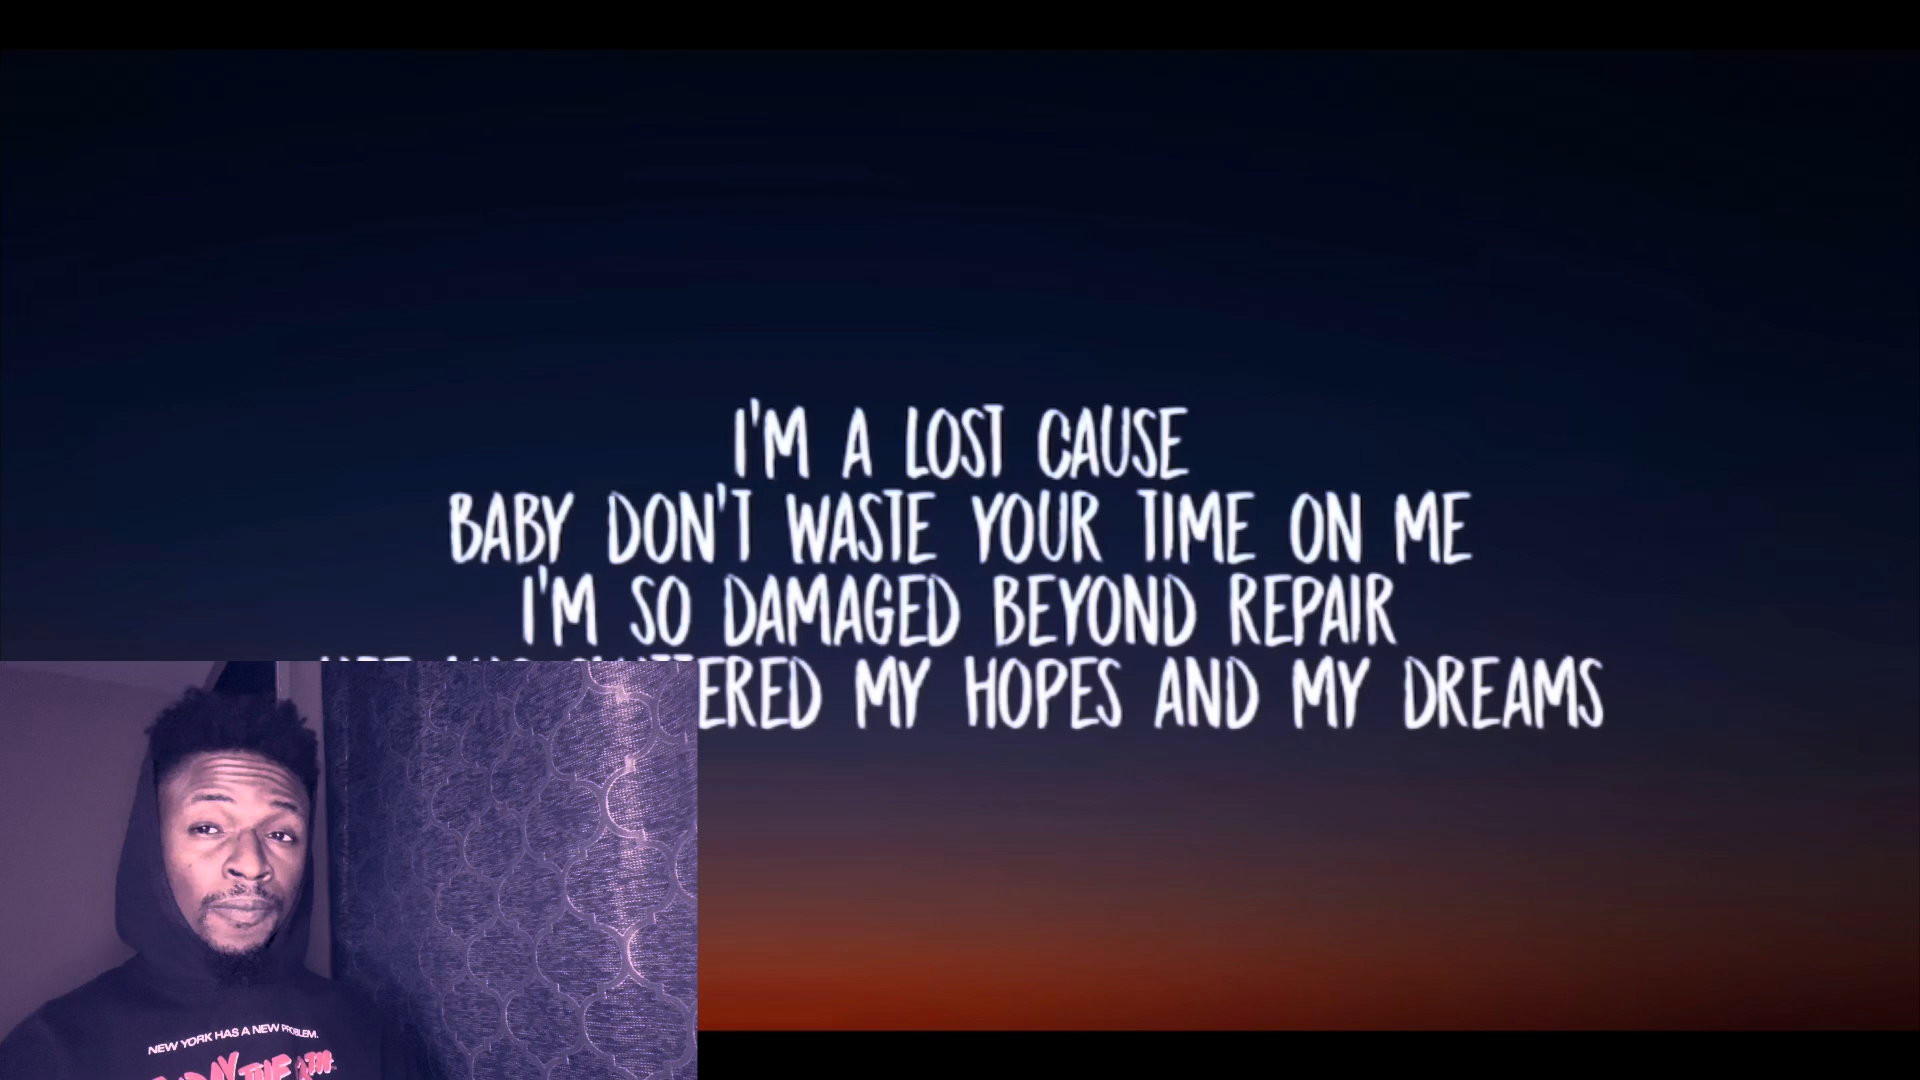 I'M A LOST CAUSE
BABY DON'T WASTE YOUR TIME ON ME
I'M SO DAMAGED BEYOND REPAIR
MY HOPES AND MY DREAMS
NEW YORK HAS A NEW PROBLEM.
THE